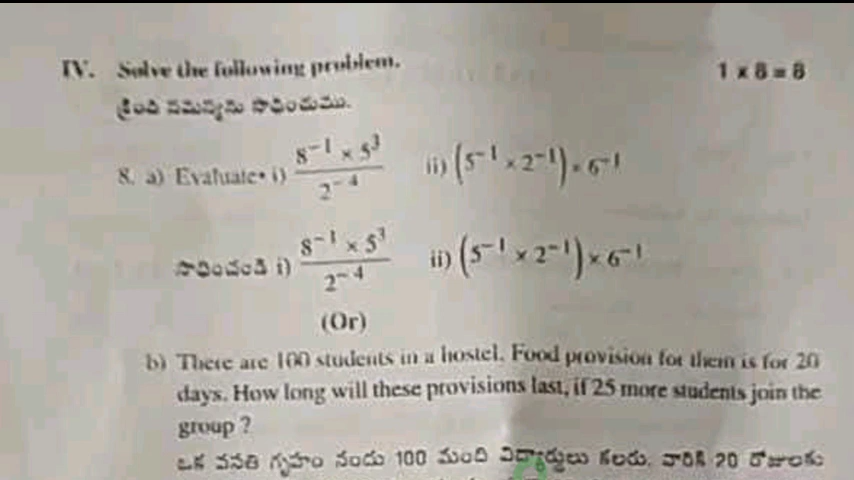 IV. Solve the following problem. 1 x 8 = 8
క్రింది సమస్యను సాధించుము.
8. a) Evaluate• i) (8⁻¹ × 5³)/(2⁻⁴) ii) (5⁻¹ × 2⁻¹) × 6⁻¹
సాధించండి i) (8⁻¹ × 5³)/(2⁻⁴) ii) (5⁻¹ × 2⁻¹) × 6⁻¹
(Or)
b) There are 100 students in a hostel. Food provision for them is for 20
days. How long will these provisions last, if 25 more students join the
group ?
ఒక వసతి గృహం నందు 100 మంది విద్యార్థులు కలరు. వారికి 20 రోజులకు